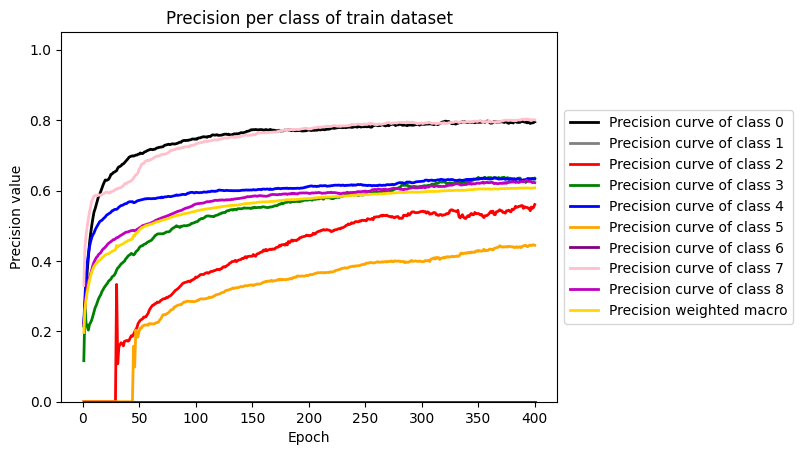 Precision per class of train dataset
Precision value
1.0
0.8
0.6
0.4
0.2
0.0
0 50 100 150 200 250 300 350 400
Epoch
Precision curve of class 0
Precision curve of class 1
Precision curve of class 2
Precision curve of class 3
Precision curve of class 4
Precision curve of class 5
Precision curve of class 6
Precision curve of class 7
Precision curve of class 8
Precision weighted macro